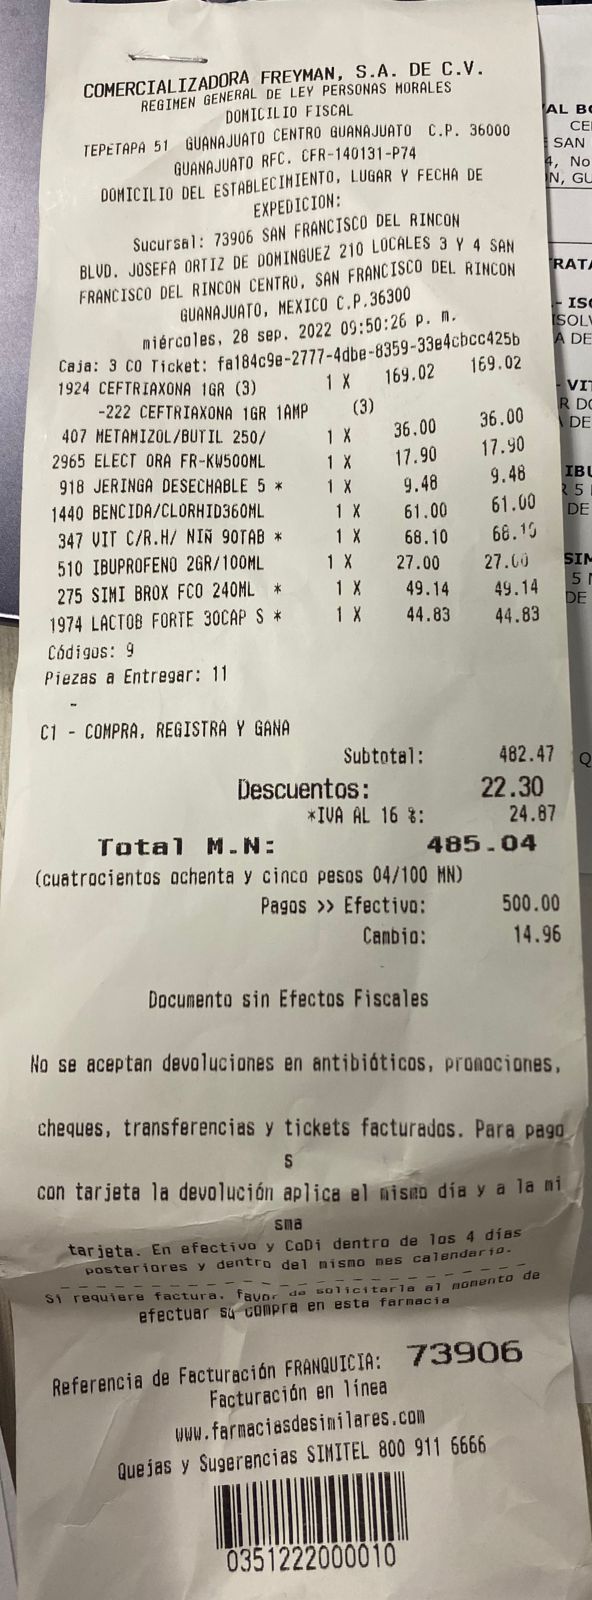 COMERCIALIZADORA FREYMAN, S.A. DE C.V.
REGIMEN GENERAL DE LEY PERSONAS MORALES
DOMICILIO FISCAL
TEPETAPA 51 GUANAJUATO CENTRO GUANAJUATO C.P. 36000
GUANAJUATO RFC. CFR-140131-P74
DOMICILIO DEL ESTABLECIMIENTO, LUGAR Y FECHA DE
EXPEDICION:
Sucursal: 73906 SAN FRANCISCO DEL RINCON
BLVD. JOSEFA ORTIZ DE DOMINGUEZ 210 LOCALES 3 Y 4 SAN
FRANCISCO DEL RINCON CENTRO, SAN FRANCISCO DEL RINCON
GUANAJUATO, MEXICO C.P.36300
miércoles, 28 sep. 2022 09:50:26 p. m.
Caja: 3 CO Ticket: fa184c9e-2777-4dbe-8359-33e4cbcc425b
1924 CEFTRIAXONA 1GR (3) 1 X 169.02 169.02
-222 CEFTRIAXONA 1GR 1AMP (3)
407 METAMIZOL/BUTIL 250/ 1 X 36.00 36.00
2965 ELECT ORA FR-KW500ML 1 X 17.90 17.90
918 JERINGA DESECHABLE 5 * 1 X 9.48 9.48
1440 BENCIDA/CLORHID360ML 1 X 61.00 61.00
347 VIT C/R.H/ NIÑ 90TAB * 1 X 68.10 68.10
510 IBUPROFENO 2GR/100ML 1 X 27.00 27.00
275 SIMI BROX FCO 240ML * 1 X 49.14 49.14
1974 LACTOB FORTE 30CAP S * 1 X 44.83 44.83
Códigos: 9
Piezas a Entregar: 11
-
C1 - COMPRA, REGISTRA Y GANA
Subtotal: 482.47
Descuentos: 22.30
*IVA AL 16 %: 24.87
Total M.N: 485.04
(cuatrocientos ochenta y cinco pesos 04/100 MN)
Pagos >> Efectivo: 500.00
Cambio: 14.96
Documento sin Efectos Fiscales
No se aceptan devoluciones en antibióticos, promociones,
cheques, transferencias y tickets facturados. Para pago
s
con tarjeta la devolución aplica el mismo día y a la mi
sma
tarjeta. En efectivo y CoDi dentro de los 4 días
posteriores y dentro del mismo mes calendario.
Si requiere factura, favor de solicitarla al momento de
efectuar su compra en esta farmacia
Referencia de Facturación FRANQUICIA: 73906
Facturación en línea
www.farmaciasdesimilares.com
Quejas y Sugerencias SIMITEL 800 911 6666
0351222000010